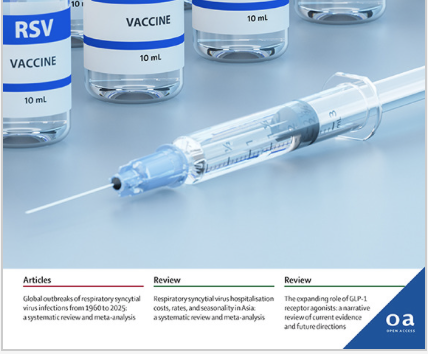 10 mL
RSV
VACCINE
10 mL
VACCINE
10 mL
10 mL
Articles
Global outbreaks of respiratory syncytial
virus infections from 1960 to 2025:
a systematic review and meta-analysis
Review
Respiratory syncytial virus hospitalisation
costs, rates, and seasonality in Asia:
a systematic review and meta-analysis
Review
The expanding role of GLP-1
receptor agonists: a narrative
review of current evidence
and future directions
oa
OPEN ACCESS